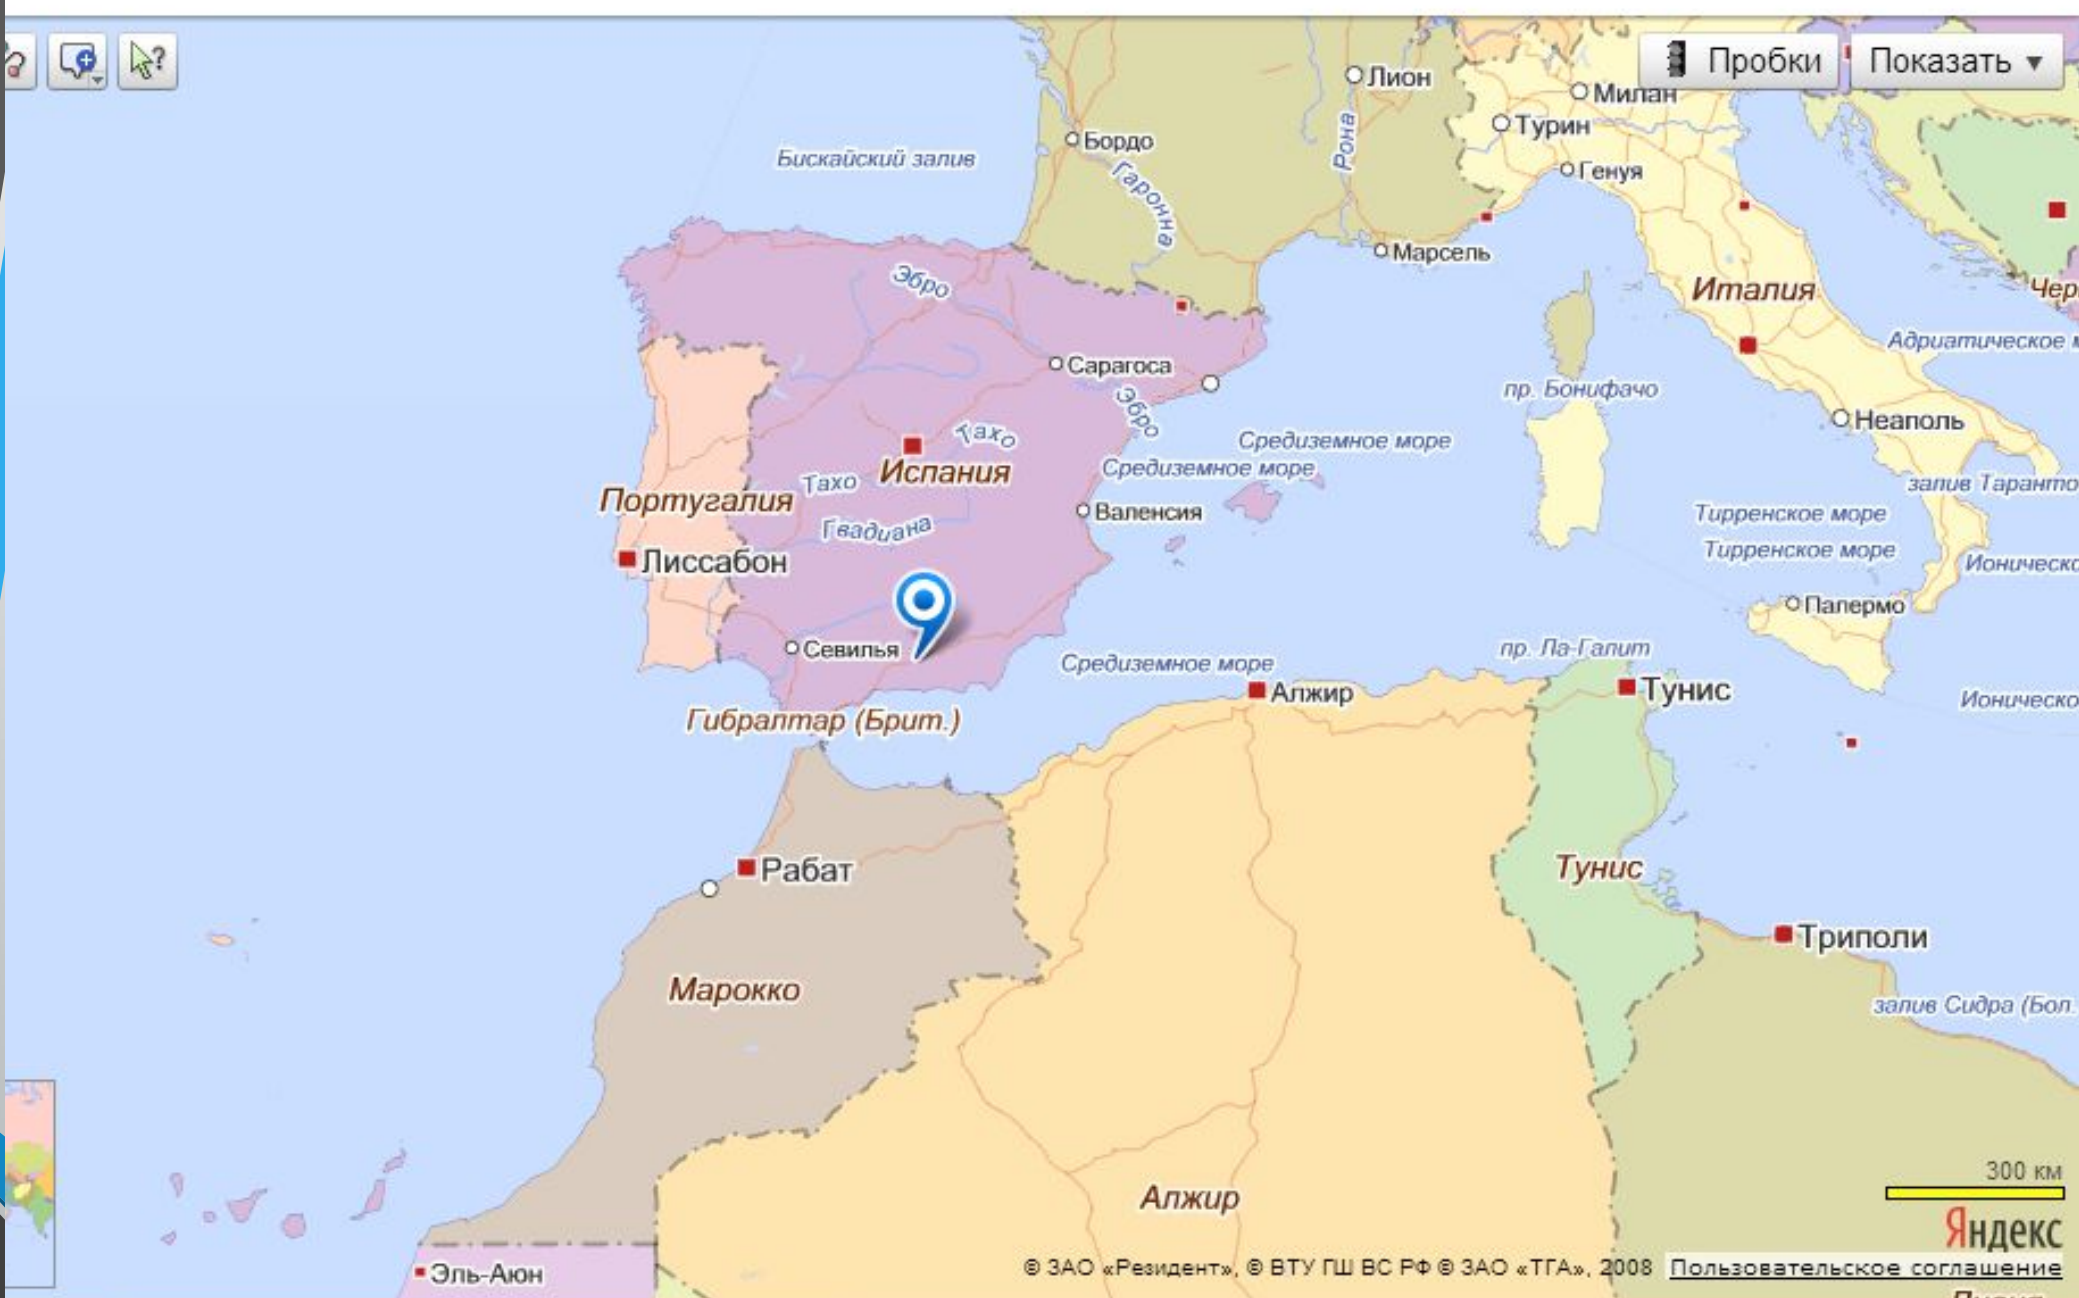 Пробки
Показать
Лион
Милан
Турин
Бордо
Рона
Бискайский залив
Генуя
Гаронна
Марсель
Эбро
Италия
Чер
Адриатическое
Сарагоса
пр. Бонифачо
Эбро
Неаполь
Тахо
Средиземное море
Испания
Средиземное море
Тахо
залив Таранто
Португалия
Валенсия
Тирренское море
Гвадиана
Тирренское море
Лиссабон
Ионическо
Палермо
Севилья
пр. Ла-Галит
Средиземное море
Алжир
Тунис
Ионическо
Гибралтар (Брит.)
Рабат
Тунис
Триполи
Марокко
залив Сидра (Бол.
300 км
Алжир
Яндекс
Эль-Аюн
© ЗАО «Резидент», © ВТУ ГШ ВС РФ © ЗАО «ТГА», 2008 Пользовательское соглашение